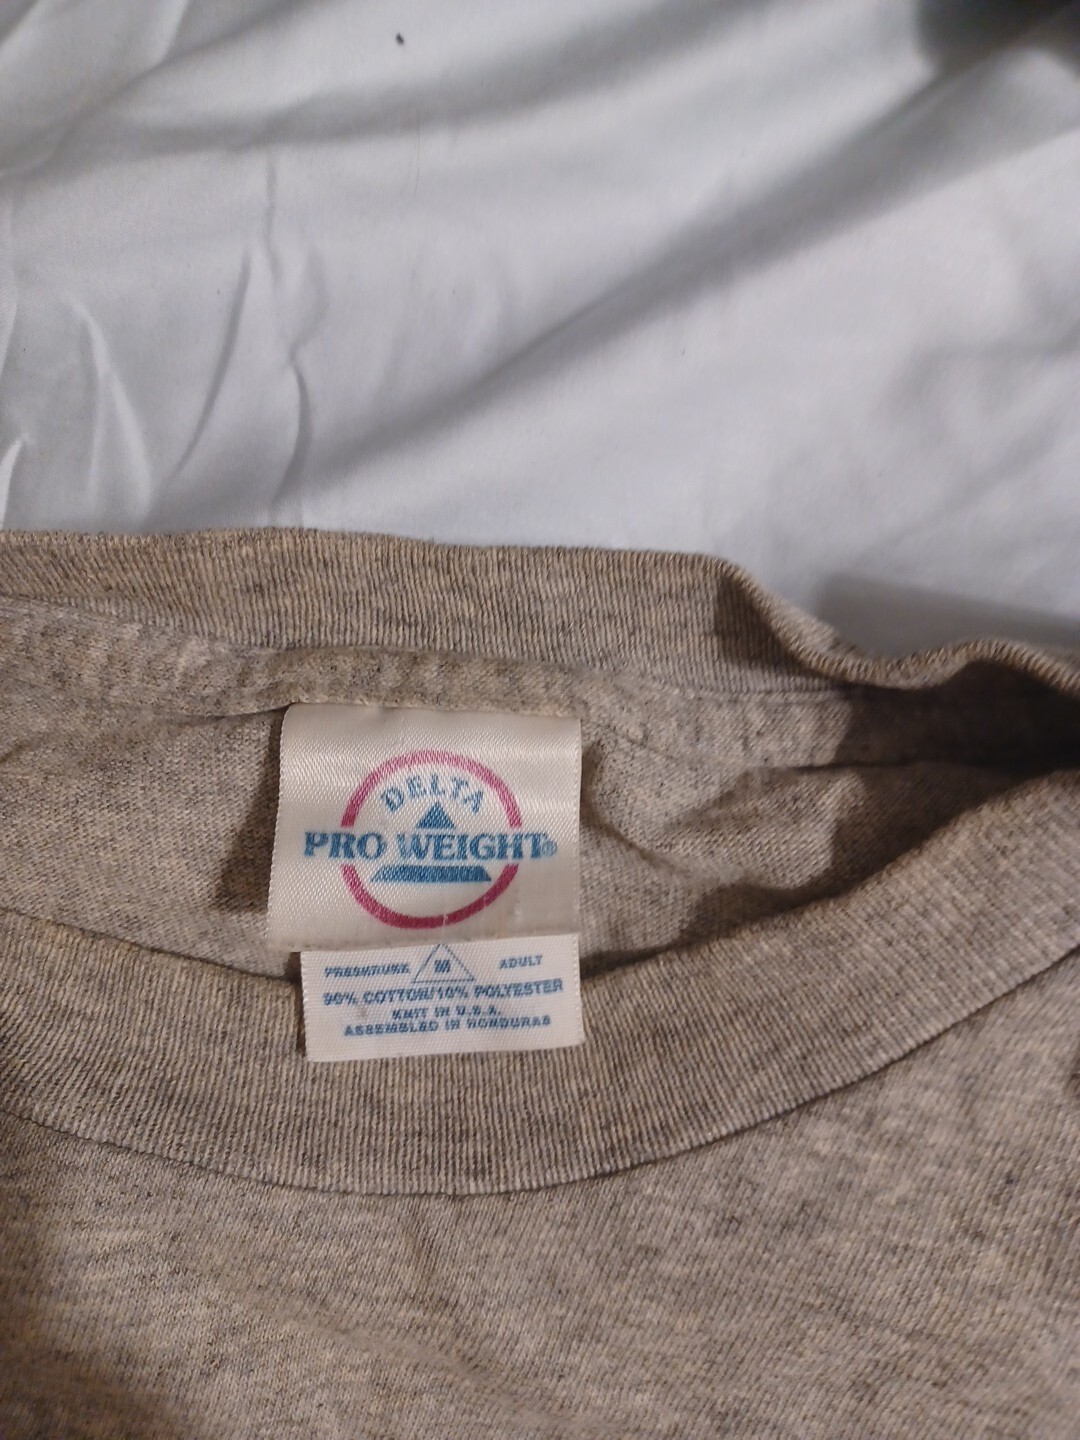 DELTA
PRO WEIGHT®
PRESHRUNK M ADULT
90% COTTON/10% POLYESTER
KNIT IN U.S.A.
ASSEMBLED IN HONDURAS